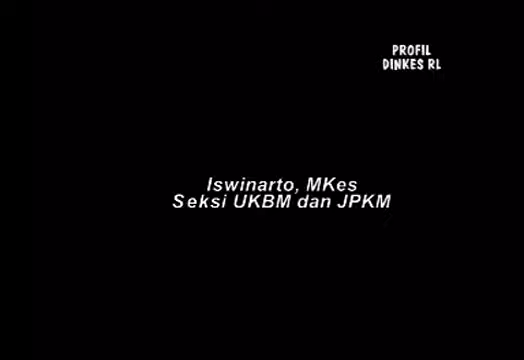 PROFIL
DINKES RL
Iswinarto, MKes
Seksi UKBM dan JPKM